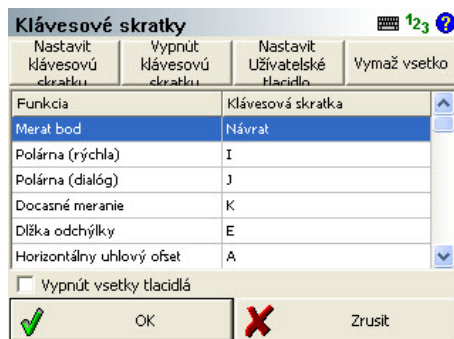 Klávesové skratky 123 ?
Nastavit klávesovú skratku
Vypnút klávesovú skratku
Nastavit Užívatelské tlacidlo
Vymaž vsetko
Funkcia Klávesová skratka
Merat bod Návrat
Polárna (rýchla) I
Polárna (dialóg) J
Docasné meranie K
Dlžka odchýlky E
Horizontálny uhlový ofset A
Vypnút vsetky tlacidlá
OK Zrusit